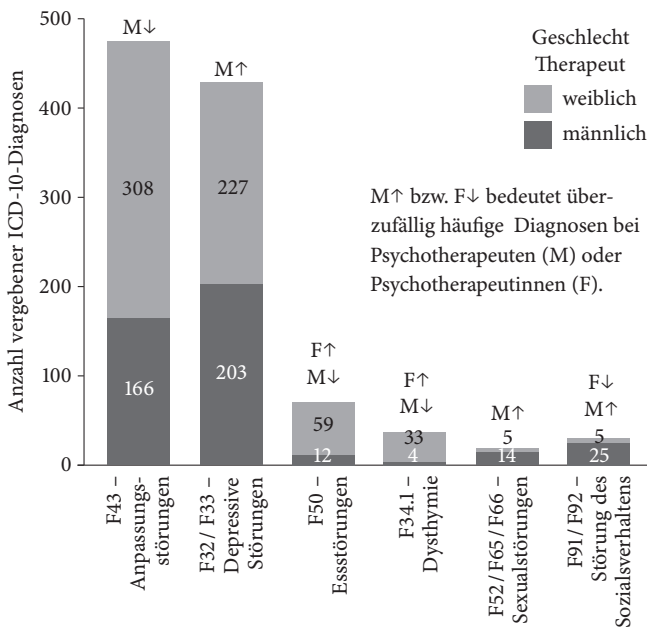 Anzahl vergebener ICD-10-Diagnosen
500
400
300
200
100
0
M↓
308
166
M↑
227
203
F↑
M↓
59
12
F↑
M↓
33
4
M↑
5
14
F↓
M↑
5
25
Geschlecht
Therapeut
weiblich
männlich
M↑ bzw. F↓ bedeutet über-
zufällig häufige Diagnosen bei
Psychotherapeuten (M) oder
Psychotherapeutinnen (F).
F43 –
Anpassungs-
störungen
F32 / F33 –
Depressive
Störungen
F50 –
Essstörungen
F34.1 –
Dysthymie
F52 / F65 / F66 –
Sexualstörungen
F91 / F92 –
Störung des
Sozialverhaltens